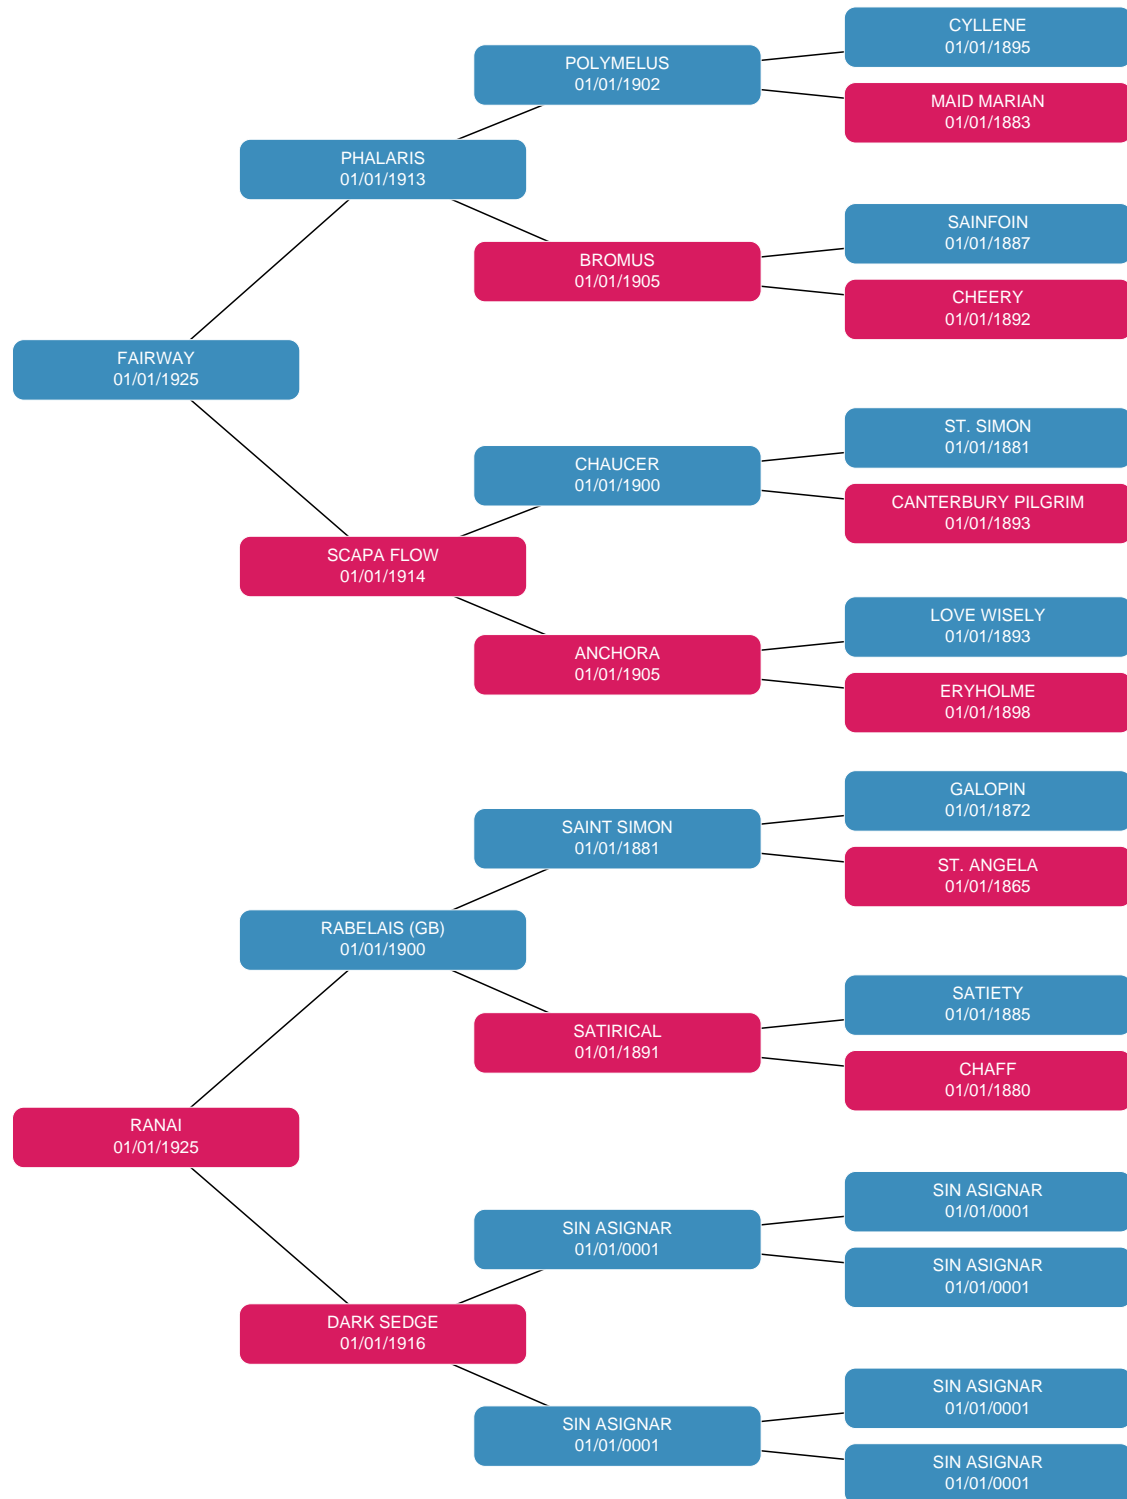 CYLLENE
01/01/1895
POLYMELUS
01/01/1902
MAID MARIAN
01/01/1883
PHALARIS
01/01/1913
SAINFOIN
01/01/1887
BROMUS
01/01/1905
CHEERY
01/01/1892
FAIRWAY
01/01/1925
ST. SIMON
01/01/1881
CHAUCER
01/01/1900
CANTERBURY PILGRIM
01/01/1893
SCAPA FLOW
01/01/1914
LOVE WISELY
01/01/1893
ANCHORA
01/01/1905
ERYHOLME
01/01/1898
GALOPIN
01/01/1872
SAINT SIMON
01/01/1881
ST. ANGELA
01/01/1865
RABELAIS (GB)
01/01/1900
SATIETY
01/01/1885
SATIRICAL
01/01/1891
CHAFF
01/01/1880
RANAI
01/01/1925
SIN ASIGNAR
01/01/0001
SIN ASIGNAR
01/01/0001
SIN ASIGNAR
01/01/0001
DARK SEDGE
01/01/1916
SIN ASIGNAR
01/01/0001
SIN ASIGNAR
01/01/0001
SIN ASIGNAR
01/01/0001